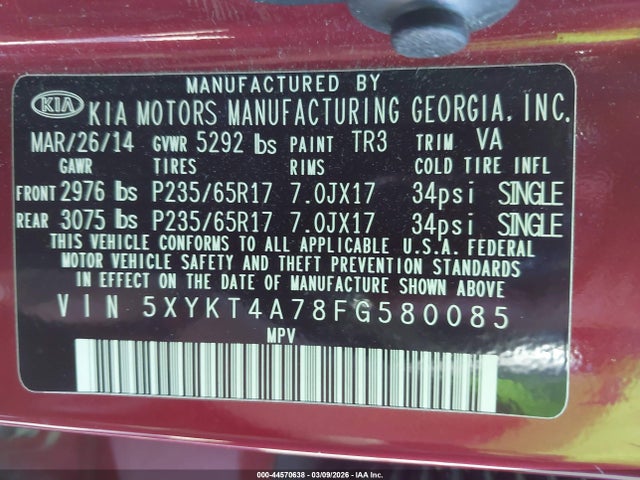 MANUFACTURED BY
KIA KIA MOTORS MANUFACTURING GEORGIA, INC.
MAR/26/14 GVWR 5292 lbs PAINT TR3 TRIM VA
GAWR TIRES RIMS COLD TIRE INFL
FRONT 2976 lbs P235/65R17 7.0JX17 34psi SINGLE
REAR 3075 lbs P235/65R17 7.0JX17 34psi SINGLE
THIS VEHICLE CONFORMS TO ALL APPLICABLE U.S.A. FEDERAL
MOTOR VEHICLE SAFETY AND THEFT PREVENTION STANDARDS
IN EFFECT ON THE DATE OF MANUFACTURE SHOWN ABOVE
VIN 5XYKT4A78FG580085
MPV
000-44570638 - 03/09/2026 - IAA Inc.